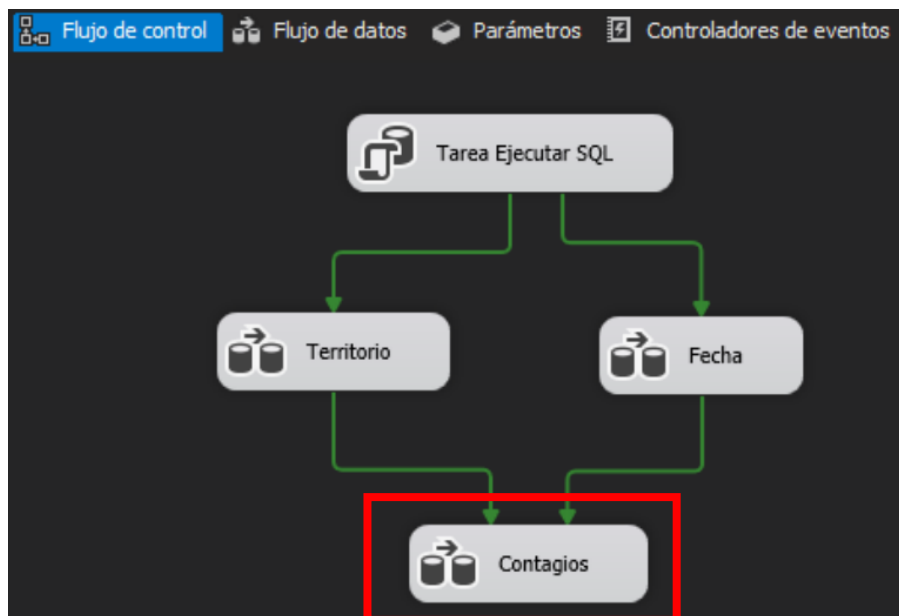 Flujo de control Flujo de datos Parámetros Controladores de eventos
Tarea Ejecutar SQL
Territorio
Fecha
Contagios